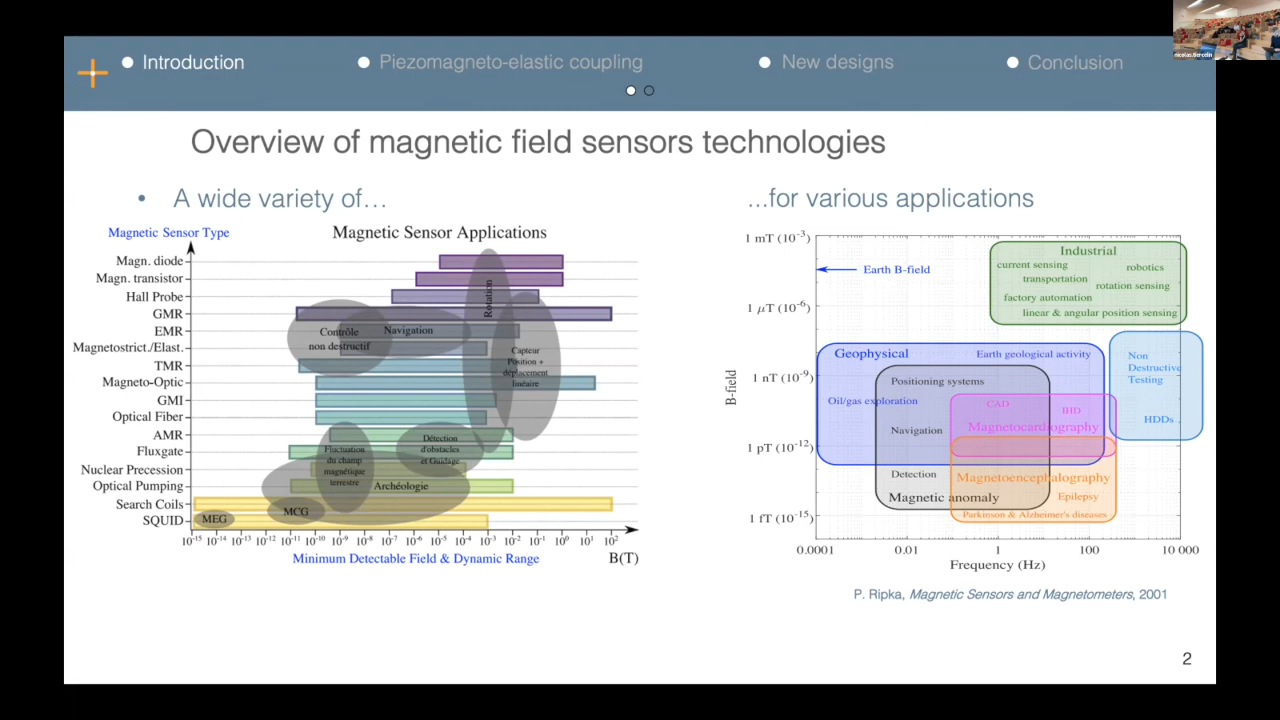 Introduction
Piezomagneto-elastic coupling
New designs
Conclusion
Overview of magnetic field sensors technologies
• A wide variety of…
...for various applications
Magnetic Sensor Type
Magnetic Sensor Applications
Magn. diode
Magn. transistor
Hall Probe
GMR
EMR
Magnetostrict./Elast.
TMR
Magneto-Optic
GMI
Optical Fiber
AMR
Fluxgate
Nuclear Precession
Optical Pumping
Search Coils
SQUID
Rotation
Contrôle
non destructif
Navigation
Capteur
Position +
déplacement
linéaire
Fluctuation
du champ
magnétique
terrestre
Détection
d'obstacles
et Guidage
Archéologie
MCG
MEG
10⁻¹⁵ 10⁻¹⁴ 10⁻¹³ 10⁻¹² 10⁻¹¹ 10⁻¹⁰ 10⁻⁹ 10⁻⁸ 10⁻⁷ 10⁻⁶ 10⁻⁵ 10⁻⁴ 10⁻³ 10⁻² 10⁻¹ 10⁰ 10¹ 10²
Minimum Detectable Field & Dynamic Range
B(T)
1 mT (10⁻³)
1 µT (10⁻⁶)
1 nT (10⁻⁹)
1 pT (10⁻¹²)
1 fT (10⁻¹⁵)
B-field
Earth B-field
Industrial
current sensing
robotics
transportation
rotation sensing
factory automation
linear & angular position sensing
Geophysical
Earth geological activity
Oil/gas exploration
Positioning systems
Navigation
Detection
Magnetic anomaly
CAD
IHD
Magnetocardiography
Magnetoencephalography
Epilepsy
Parkinson & Alzheimer's diseases
Non
Destructive
Testing
HDDs
0.0001 0.01 1 100 10 000
Frequency (Hz)
P. Ripka, Magnetic Sensors and Magnetometers, 2001
2